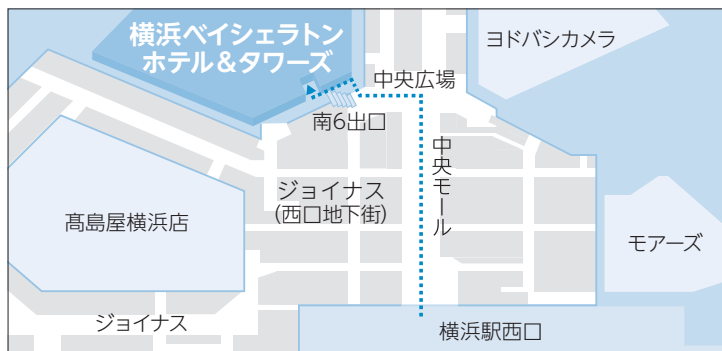 横浜ベイシェラトン
ホテル＆タワーズ
ヨドバシカメラ
中央広場
南6出口
中央モール
ジョイナス
(西口地下街)
髙島屋横浜店
モアーズ
ジョイナス
横浜駅西口